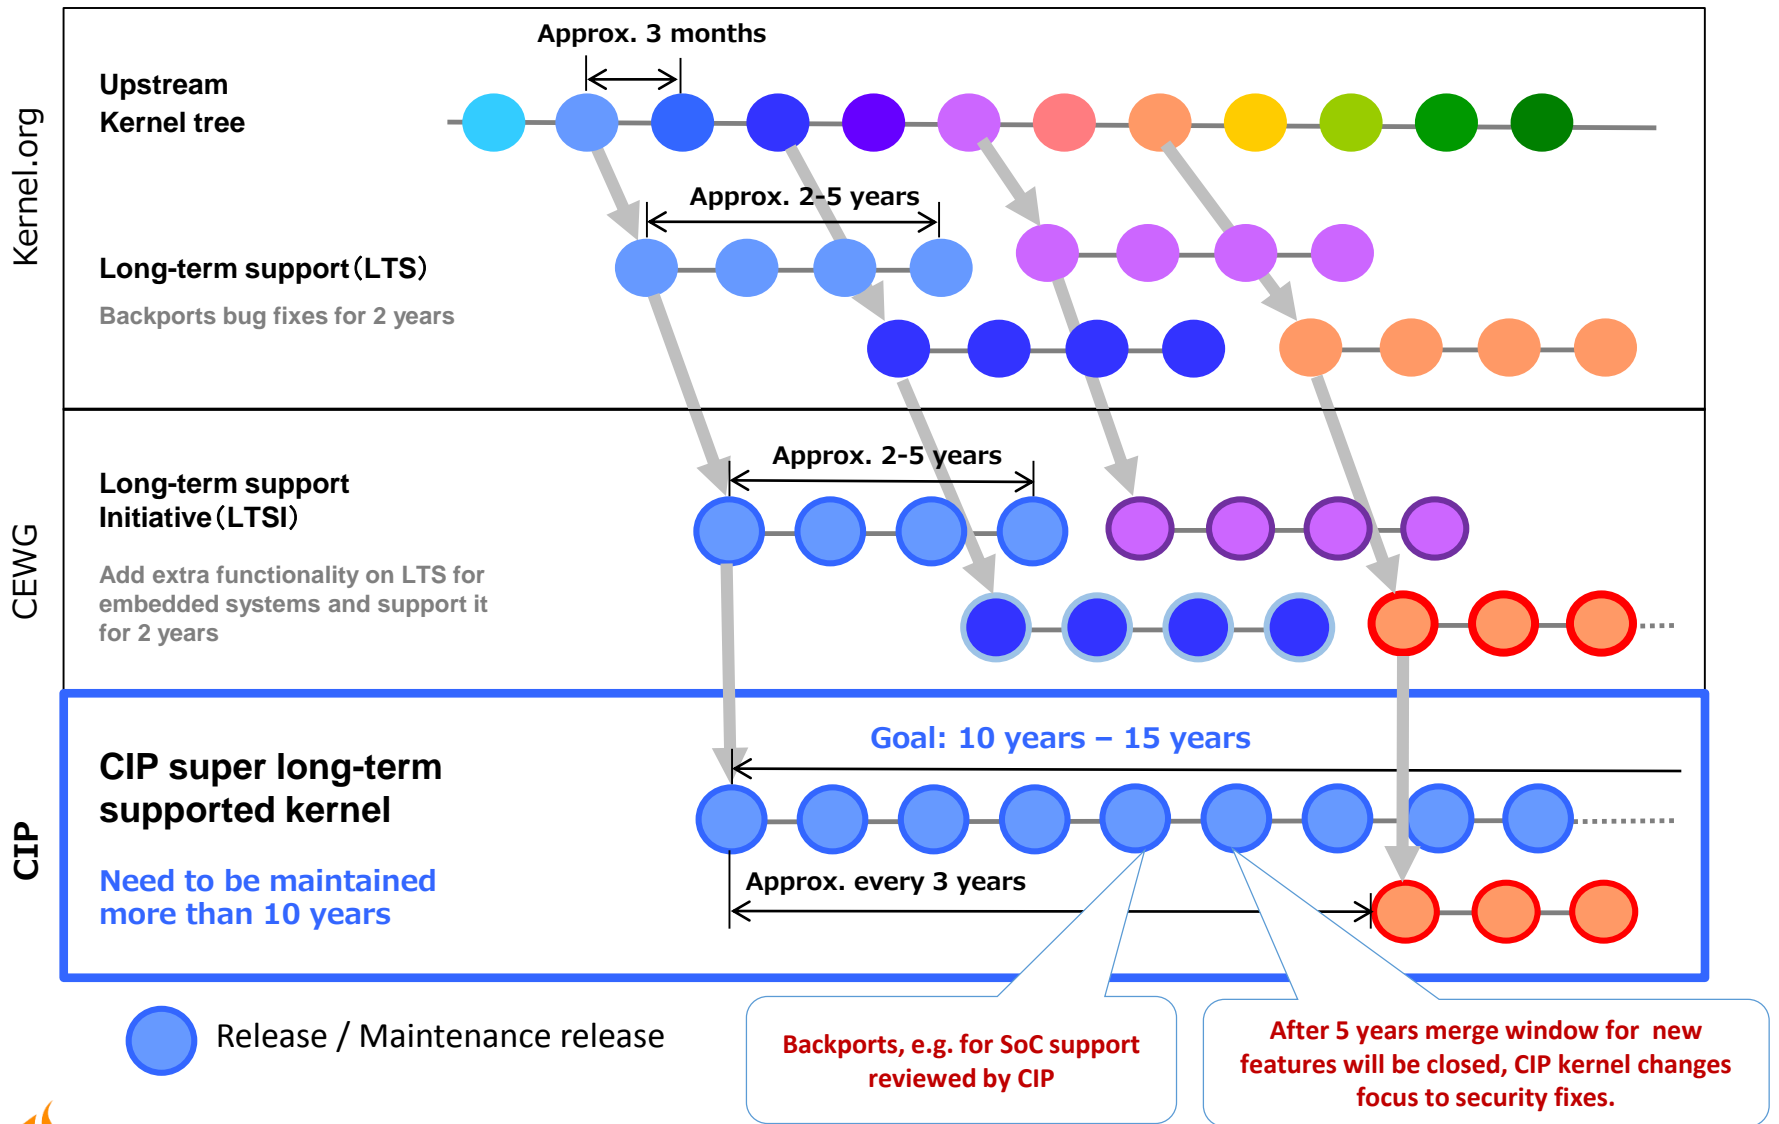 Approx. 3 months
Upstream
Kernel tree
Kernel.org
Approx. 2-5 years
Long-term support（LTS）
Backports bug fixes for 2 years
Approx. 2-5 years
Long-term support
Initiative（LTSI）
CEWG
Add extra functionality on LTS for
embedded systems and support it
for 2 years
Goal: 10 years – 15 years
CIP super long-term
supported kernel
CIP
Approx. every 3 years
Need to be maintained
more than 10 years
Release / Maintenance release
Backports, e.g. for SoC support
reviewed by CIP
After 5 years merge window for  new
features will be closed, CIP kernel changes
focus to security fixes.